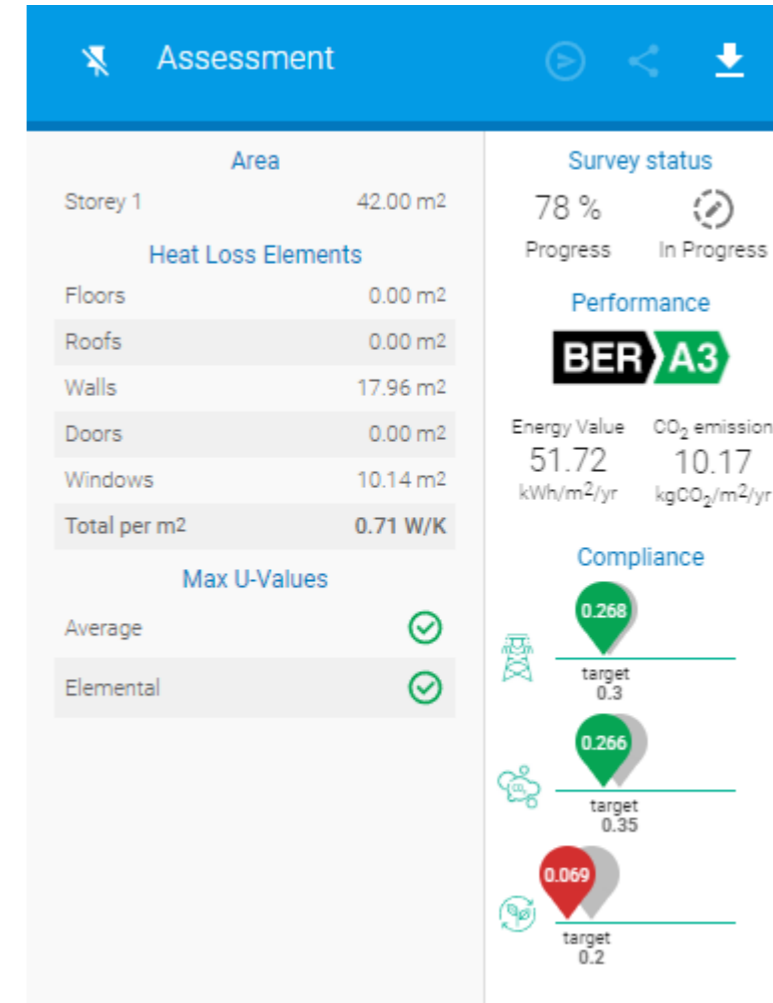 Assessment
Area
Storey 1 42.00 m2
Heat Loss Elements
Floors 0.00 m2
Roofs 0.00 m2
Walls 17.96 m2
Doors 0.00 m2
Windows 10.14 m2
Total per m2 0.71 W/K
Max U-Values
Average
Elemental
Survey status
78 %
Progress In Progress
Performance
BER A3
Energy Value CO₂ emission
51.72 10.17
kWh/m²/yr kgCO₂/m²/yr
Compliance
0.268
target
0.3
0.266
target
0.35
0.069
target
0.2